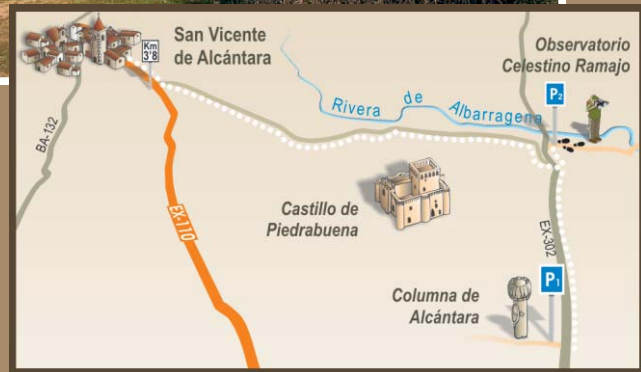 San Vicente
de Alcántara
Km
3'8
Observatorio
Celestino Ramajo
P2
Rivera de Albarragena
BA-132
EX-110
Castillo de
Piedrabuena
EX-302
P1
Columna de
Alcántara